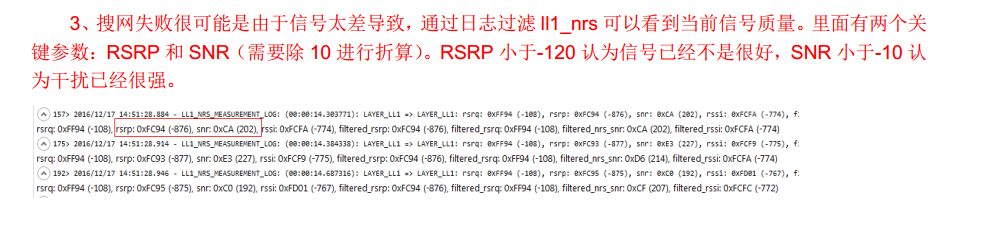 3、搜网失败很可能是由于信号太差导致，通过日志过滤 ll1_nrs 可以看到当前信号质量。里面有两个关
键参数：RSRP 和 SNR（需要除 10 进行折算）。RSRP 小于-120 认为信号已经不是很好，SNR 小于-10 认
为干扰已经很强。
157> 2016/12/17 14:51:28.884 - LL1_NRS_MEASUREMENT_LOG: (00:00:14.303771): LAYER_LL1 => LAYER_LL1: rsrq: 0xFF94 (-108), rsrp: 0xFC94 (-876), snr: 0xCA (202), rssi: 0xFCFA (-774), f
rsrq: 0xFF94 (-108), rsrp: 0xFC94 (-876), snr: 0xCA (202), rssi: 0xFCFA (-774), filtered_rsrp: 0xFC94 (-876), filtered_rsrq: 0xFF94 (-108), filtered_nrs_snr: 0xCA (202), filtered_rssi: 0xFCFA (-774)
175> 2016/12/17 14:51:28.914 - LL1_NRS_MEASUREMENT_LOG: (00:00:14.384338): LAYER_LL1 => LAYER_LL1: rsrq: 0xFF94 (-108), rsrp: 0xFC93 (-877), snr: 0xE3 (227), rssi: 0xFCF9 (-775), f
rsrq: 0xFF94 (-108), rsrp: 0xFC93 (-877), snr: 0xE3 (227), rssi: 0xFCF9 (-775), filtered_rsrp: 0xFC94 (-876), filtered_rsrq: 0xFF94 (-108), filtered_nrs_snr: 0xD6 (214), filtered_rssi: 0xFCFA (-774)
192> 2016/12/17 14:51:28.946 - LL1_NRS_MEASUREMENT_LOG: (00:00:14.687316): LAYER_LL1 => LAYER_LL1: rsrq: 0xFF94 (-108), rsrp: 0xFC95 (-875), snr: 0xC0 (192), rssi: 0xFD01 (-767), f
rsrq: 0xFF94 (-108), rsrp: 0xFC95 (-875), snr: 0xC0 (192), rssi: 0xFD01 (-767), filtered_rsrp: 0xFC94 (-876), filtered_rsrq: 0xFF94 (-108), filtered_nrs_snr: 0xCF (207), filtered_rssi: 0xFCFC (-772)